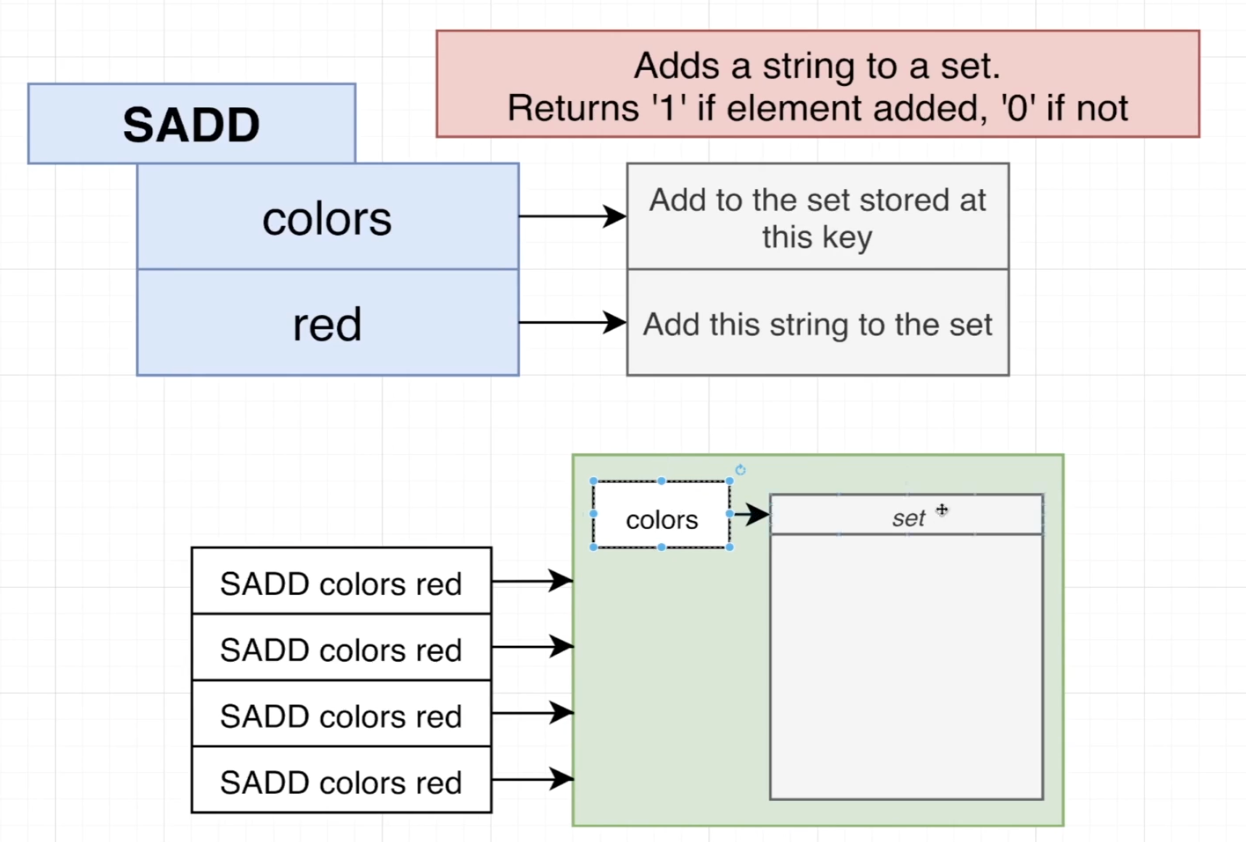 Adds a string to a set.
Returns '1' if element added, '0' if not
SADD
colors
Add to the set stored at
this key
red
Add this string to the set
colors
set
SADD colors red
SADD colors red
SADD colors red
SADD colors red